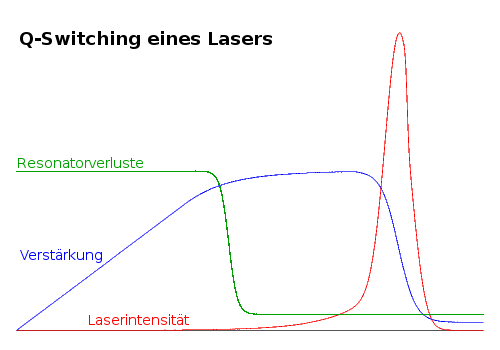 Q-Switching eines Lasers
Resonatorverluste
Verstärkung
Laserintensität